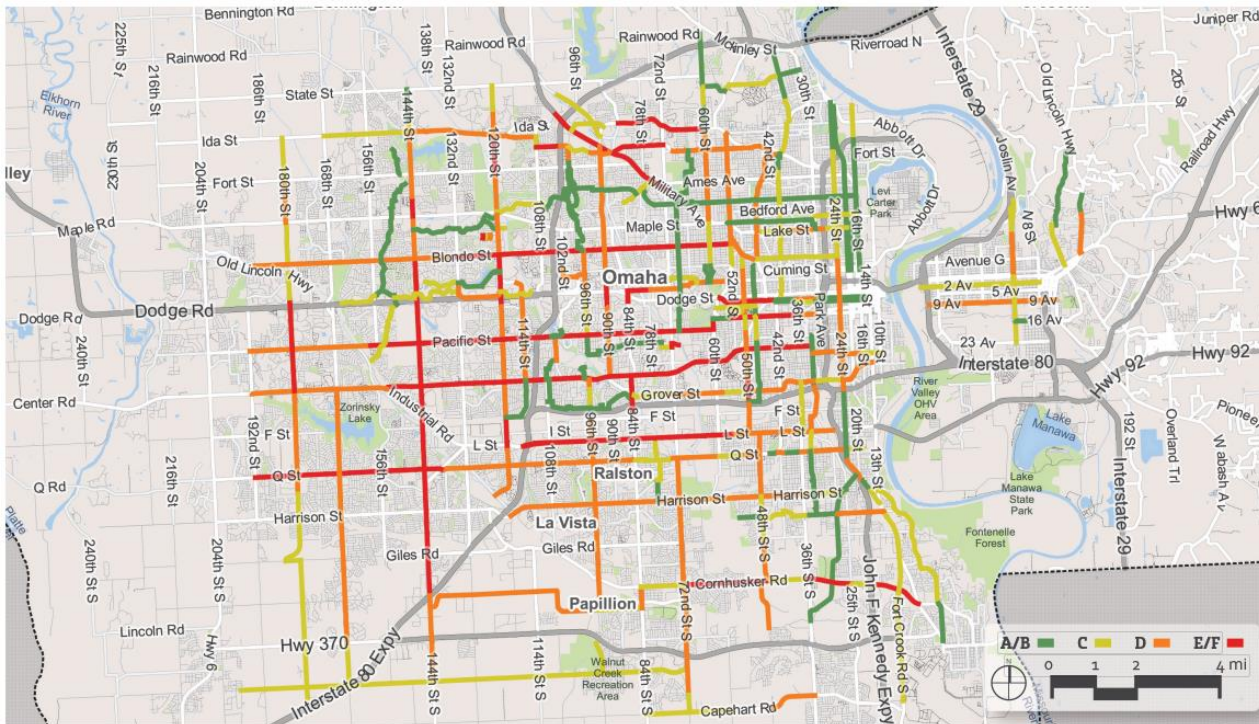 Bennington Rd
Rainwood Rd
Rainwood Rd
McKinley St
Riverroad N
Juniper Rd
225th St
216th St
186th St
138th St
132nd St
96th St
72nd St
30th St
Interstate 29
Old Lincoln Hwy
Railroad Hwy
State St
144th St
120th St
78th St
60th St
42nd St
Elkhorn
River
Ida St
Ida St
156th St
132nd St
Abbott Dr
Joslin Av
lley
204th St
180th St
168th St
Fort St
Fort St
Military Ave
Ames Ave
Levi
Carter
Park
Abbott Dr
Maple Rd
108th St
102nd St
Maple St
Bedford Ave
Lake St
24th St
16th St
N 8 St
Hwy 6
Old Lincoln Hwy
Blondo St
Omaha
Cuming St
Avenue G
Dodge Rd
Dodge Rd
Dodge St
52nd St
36th St
Park Ave
14th St
2 Av
5 Av
9 Av
9 Av
16 Av
23 Av
240th St
Pacific St
114th St
96th St
90th St
84th St
78th St
60th St
50th St
42nd St
24th St
16th St
10th St
Interstate 80
Hwy 92
Hwy 92
Center Rd
Zorinsky
Lake
Industrial Rd
Grover St
River
Valley
OHV
Area
192nd St
F St
156th St
L St
I St
108th St
96th St
90th St
84th St
F St
F St
L St
L St
20th St
13th St
Lake
Manawa
192 St
Overland Trl
Wabash Av
Q Rd
216th St
Q St
Ralston
Q St
Lake
Manawa
State
Park
Platte
Harrison St
La Vista
Harrison St
Harrison St
48th St S
Fontenelle
Forest
Interstate 29
240th St S
204th St S
Giles Rd
Giles Rd
36th St S
Cornhusker Rd
John F Kennedy Expy
25th St S
Fort Crook Rd S
Papillion
72nd St S
Lincoln Rd
Hwy 6
Hwy 370
Interstate 80 Expy
144th St S
114th St S
Walnut
Creek
Recreation
Area
84th St S
Capehart Rd
A/B C D E/F
N
0 1 2 4 mi